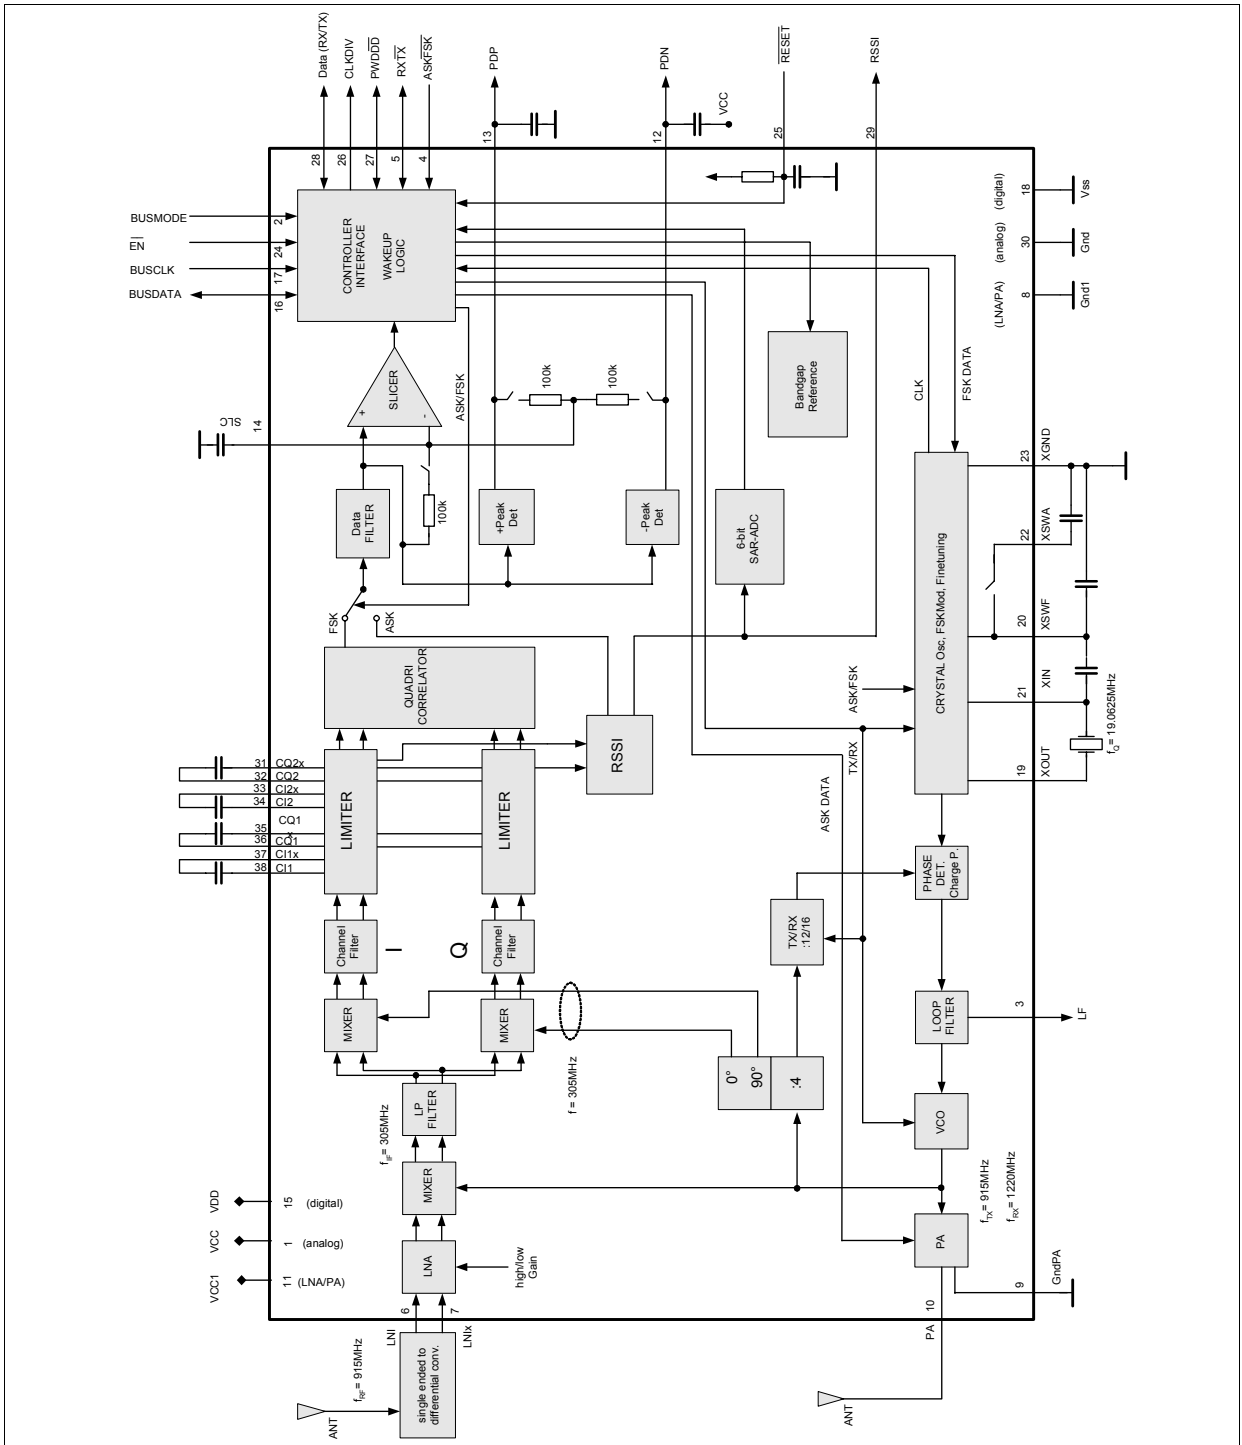 Data (RX/TX)
CLKDIV
PWDDD
RXTX
ASKFSK
PDP
PDN
VCC
RESET
RSSI
28
26
27
5
4
13
12
25
29
BUSMODE
2
EN
24
BUSCLK
17
BUSDATA
16
CONTROLLER
INTERFACE
WAKEUP
LOGIC
18
(digital)
Vss
30
(analog)
Gnd
8
(LNA/PA)
Gnd1
SLICER
+
-
ASK/FSK
100k
100k
Bandgap
Reference
CLK
FSK DATA
SLC
14
Data
FILTER
100k
+Peak
Det
-Peak
Det
6-bit
SAR-ADC
23
XGND
22
XSWA
20
XSWF
21
XIN
19
XOUT
fQ = 19.0625MHz
CRYSTAL Osc, FSKMod, Finetuning
FSK
ASK
QUADRI
CORRELATOR
RSSI
ASK/FSK
TX/RX
ASK DATA
31 CQ2x
32 CQ2
33 CI2x
34 CI2
CQ1
35 x
36 CQ1
37 CI1x
38 CI1
LIMITER
LIMITER
PHASE
DET.
Charge P.
TX/RX
:12/16
Channel
Filter
I
Q
Channel
Filter
MIXER
MIXER
LOOP
FILTER
3
LF
f = 305MHz
0°
90°
:4
LP
FILTER
fIF = 305MHz
VCO
MIXER
VDD
15
(digital)
VCC
1
(analog)
VCC1
11
(LNA/PA)
LNA
high/low
Gain
PA
fTX = 915MHz
fRX = 1220MHz
GndPA
9
10
PA
6
7
LNI
LNIx
single ended to
differential conv.
fRF = 915MHz
ANT
ANT